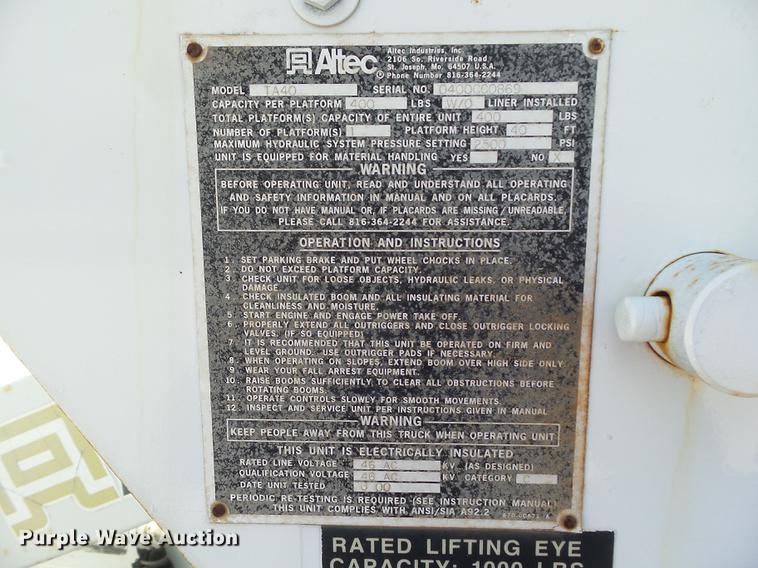 Altec
Altec Industries, Inc
2106 So. Riverside Road
St. Joseph, Mo. 64507 U.S.A.
Phone Number 816-364-2244
MODEL TA40 SERIAL NO. 0400CC0869
CAPACITY PER PLATFORM 400 LBS W/O LINER INSTALLED
TOTAL PLATFORM(S) CAPACITY OF ENTIRE UNIT 400 LBS
NUMBER OF PLATFORM(S) 1 PLATFORM HEIGHT 40 FT
MAXIMUM HYDRAULIC SYSTEM PRESSURE SETTING 2500 PSI
UNIT IS EQUIPPED FOR MATERIAL HANDLING YES NO X
WARNING
BEFORE OPERATING UNIT, READ AND UNDERSTAND ALL OPERATING
AND SAFETY INFORMATION IN MANUAL AND ON ALL PLACARDS.
IF YOU DO NOT HAVE MANUAL OR, IF PLACARDS ARE MISSING/UNREADABLE,
PLEASE CALL 816-364-2244 FOR ASSISTANCE.
OPERATION AND INSTRUCTIONS
1. SET PARKING BRAKE AND PUT WHEEL CHOCKS IN PLACE.
2. DO NOT EXCEED PLATFORM CAPACITY.
3. CHECK UNIT FOR LOOSE OBJECTS, HYDRAULIC LEAKS, OR PHYSICAL
DAMAGE
4. CHECK INSULATED BOOM AND ALL INSULATING MATERIAL FOR
CLEANLINESS AND MOISTURE.
5. START ENGINE AND ENGAGE POWER TAKE OFF.
6. PROPERLY EXTEND ALL OUTRIGGERS AND CLOSE OUTRIGGER LOCKING
VALVES. (IF SO EQUIPPED)
7. IT IS RECOMMENDED THAT THIS UNIT BE OPERATED ON FIRM AND
LEVEL GROUND. USE OUTRIGGER PADS IF NECESSARY.
8. WHEN OPERATING ON SLOPES, EXTEND BOOM OVER HIGH SIDE ONLY
9. WEAR YOUR FALL ARREST EQUIPMENT.
10. RAISE BOOMS SUFFICIENTLY TO CLEAR ALL OBSTRUCTIONS BEFORE
ROTATING BOOMS.
11. OPERATE CONTROLS SLOWLY FOR SMOOTH MOVEMENTS.
12. INSPECT AND SERVICE UNIT PER INSTRUCTIONS GIVEN IN MANUAL
WARNING
KEEP PEOPLE AWAY FROM THIS TRUCK WHEN OPERATING UNIT
THIS UNIT IS ELECTRICALLY INSULATED
RATED LINE VOLTAGE 46 AC KV (AS DESIGNED)
QUALIFICATION VOLTAGE 46 AC KV CATEGORY C
DATE UNIT TESTED
PERIODIC RE-TESTING IS REQUIRED (SEE INSTRUCTION MANUAL)
THIS UNIT COMPLIES WITH ANSI/SIA A92.2
RATED LIFTING EYE
CAPACITY: 1000 LBS
Purple Wave Auction